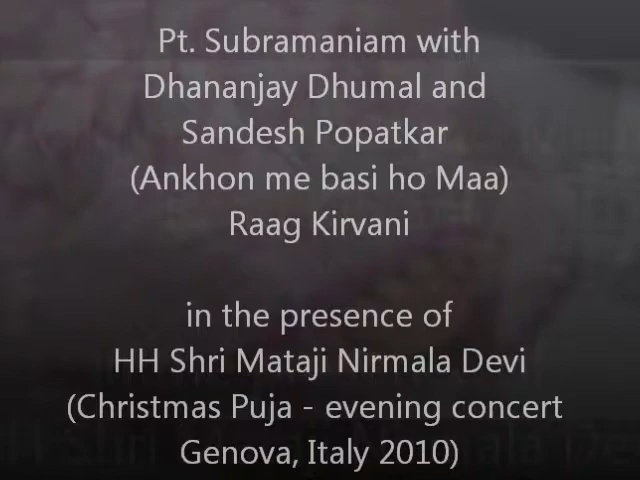 Pt. Subramaniam with
Dhananjay Dhumal and
Sandesh Popatkar
(Ankhon me basi ho Maa)
Raag Kirvani
in the presence of
HH Shri Mataji Nirmala Devi
(Christmas Puja - evening concert
Genova, Italy 2010)